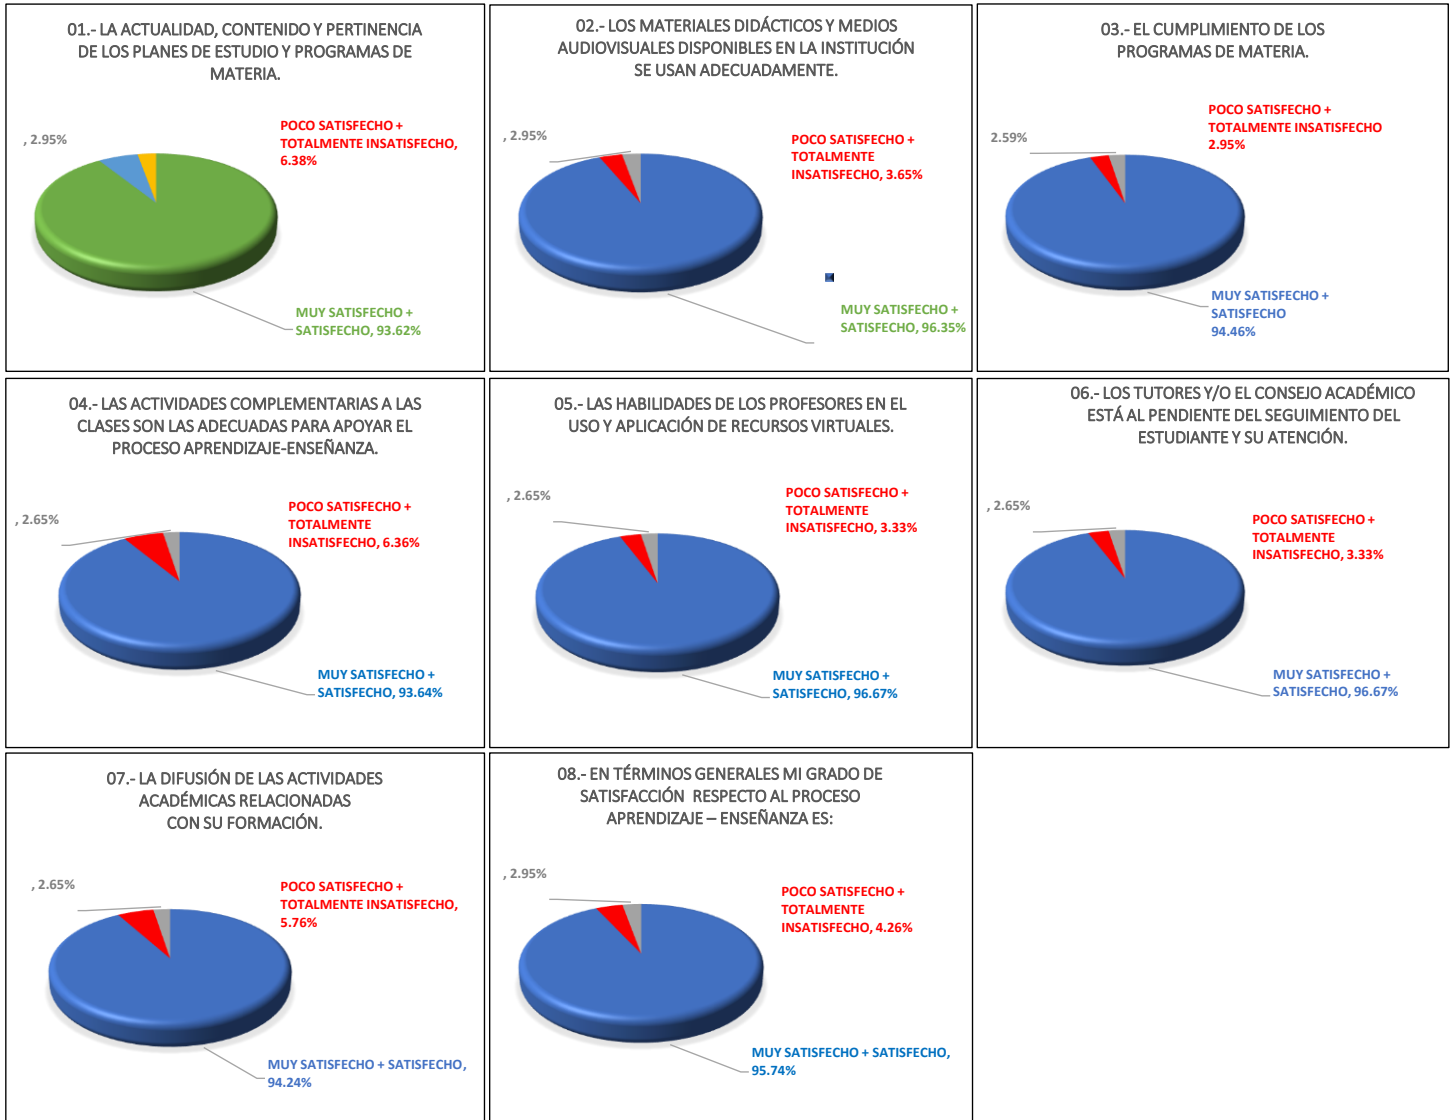 01.- LA ACTUALIDAD, CONTENIDO Y PERTINENCIA
DE LOS PLANES DE ESTUDIO Y PROGRAMAS DE
MATERIA.
, 2.95%
POCO SATISFECHO +
TOTALMENTE INSATISFECHO,
6.38%
MUY SATISFECHO +
SATISFECHO, 93.62%
02.- LOS MATERIALES DIDÁCTICOS Y MEDIOS
AUDIOVISUALES DISPONIBLES EN LA INSTITUCIÓN
SE USAN ADECUADAMENTE.
, 2.95%
POCO SATISFECHO +
TOTALMENTE
INSATISFECHO, 3.65%
MUY SATISFECHO +
SATISFECHO, 96.35%
03.- EL CUMPLIMIENTO DE LOS
PROGRAMAS DE MATERIA.
2.59%
POCO SATISFECHO +
TOTALMENTE INSATISFECHO
2.95%
MUY SATISFECHO +
SATISFECHO
94.46%
04.- LAS ACTIVIDADES COMPLEMENTARIAS A LAS
CLASES SON LAS ADECUADAS PARA APOYAR EL
PROCESO APRENDIZAJE-ENSEÑANZA.
, 2.65%
POCO SATISFECHO +
TOTALMENTE
INSATISFECHO, 6.36%
MUY SATISFECHO +
SATISFECHO, 93.64%
05.- LAS HABILIDADES DE LOS PROFESORES EN EL
USO Y APLICACIÓN DE RECURSOS VIRTUALES.
, 2.65%
POCO SATISFECHO +
TOTALMENTE
INSATISFECHO, 3.33%
MUY SATISFECHO +
SATISFECHO, 96.67%
06.- LOS TUTORES Y/O EL CONSEJO ACADÉMICO
ESTÁ AL PENDIENTE DEL SEGUIMIENTO DEL
ESTUDIANTE Y SU ATENCIÓN.
, 2.65%
POCO SATISFECHO +
TOTALMENTE
INSATISFECHO, 3.33%
MUY SATISFECHO +
SATISFECHO, 96.67%
07.- LA DIFUSIÓN DE LAS ACTIVIDADES
ACADÉMICAS RELACIONADAS
CON SU FORMACIÓN.
, 2.65%
POCO SATISFECHO +
TOTALMENTE INSATISFECHO,
5.76%
MUY SATISFECHO + SATISFECHO,
94.24%
08.- EN TÉRMINOS GENERALES MI GRADO DE
SATISFACCIÓN RESPECTO AL PROCESO
APRENDIZAJE – ENSEÑANZA ES:
, 2.95%
POCO SATISFECHO +
TOTALMENTE
INSATISFECHO, 4.26%
MUY SATISFECHO + SATISFECHO,
95.74%